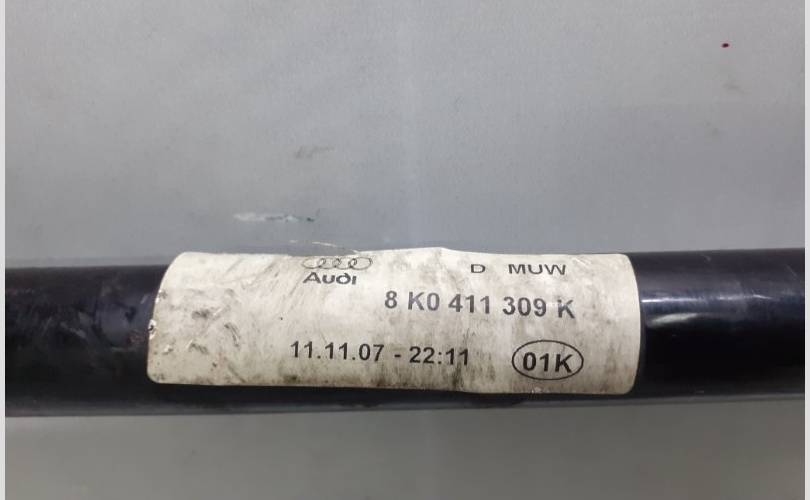 D MUW
Audi
8 K0 411 309 K
11.11.07 - 22:11 01K